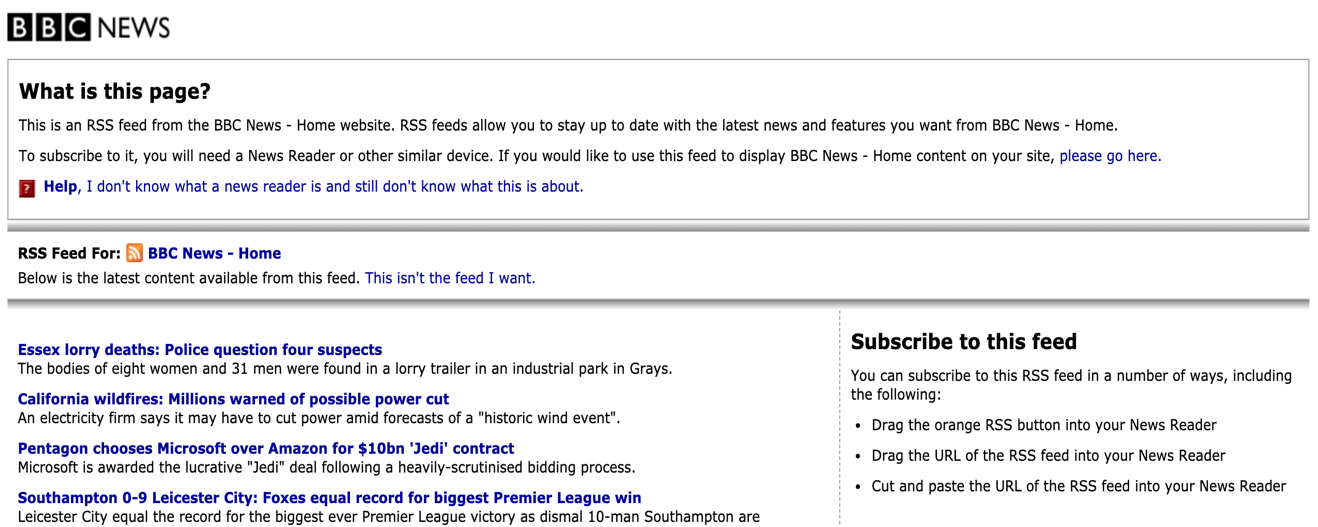 BBC NEWS
What is this page?
This is an RSS feed from the BBC News - Home website. RSS feeds allow you to stay up to date with the latest news and features you want from BBC News - Home.
To subscribe to it, you will need a News Reader or other similar device. If you would like to use this feed to display BBC News - Home content on your site, please go here.
? Help, I don't know what a news reader is and still don't know what this is about.
RSS Feed For: BBC News - Home
Below is the latest content available from this feed. This isn't the feed I want.
Essex lorry deaths: Police question four suspects
The bodies of eight women and 31 men were found in a lorry trailer in an industrial park in Grays.
California wildfires: Millions warned of possible power cut
An electricity firm says it may have to cut power amid forecasts of a "historic wind event".
Pentagon chooses Microsoft over Amazon for $10bn 'Jedi' contract
Microsoft is awarded the lucrative "Jedi" deal following a heavily-scrutinised bidding process.
Southampton 0-9 Leicester City: Foxes equal record for biggest Premier League win
Leicester City equal the record for the biggest ever Premier League victory as dismal 10-man Southampton are
Subscribe to this feed
You can subscribe to this RSS feed in a number of ways, including
the following:
• Drag the orange RSS button into your News Reader
• Drag the URL of the RSS feed into your News Reader
• Cut and paste the URL of the RSS feed into your News Reader